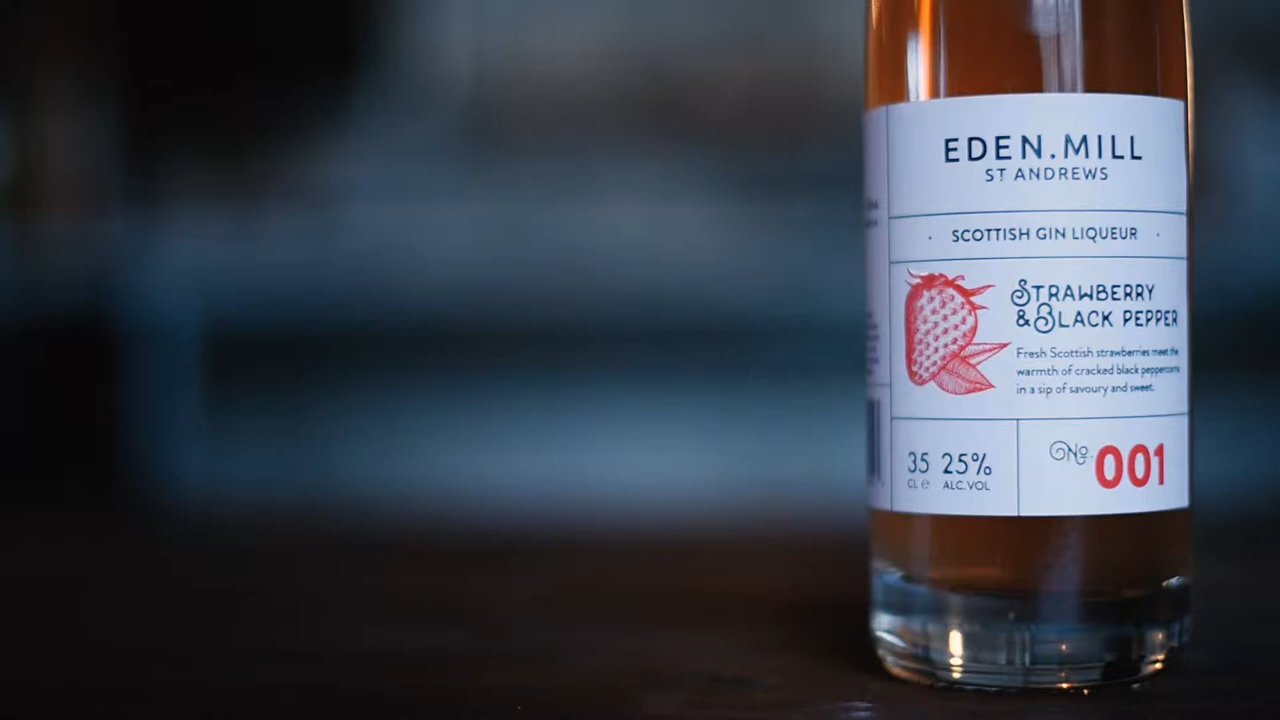 EDEN.MILL
ST ANDREWS
· SCOTTISH GIN LIQUEUR ·
STRAWBERRY
& BLACK PEPPER
Fresh Scottish strawberries meet the
warmth of cracked black peppercorns
in a sip of savoury and sweet.
35 25%
CL ℮ ALC.VOL
No. 001